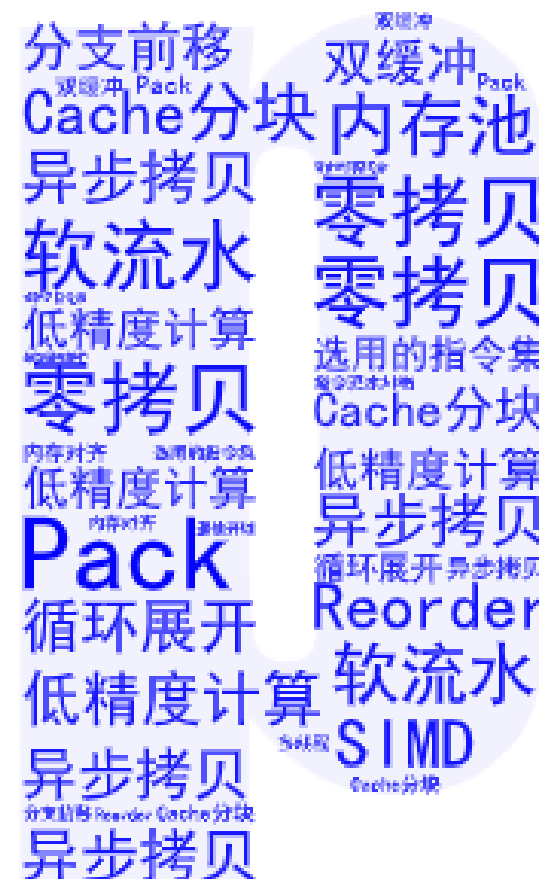 双缓冲
分支前移
双缓冲
双缓冲 Pack
Pack
Cache分块
内存池
异步拷贝
零拷贝
软流水
零拷贝
低精度计算
选用的指令集
零拷贝
Cache分块
内存对齐 选用的指令集
低精度计算
低精度计算
异步拷贝
内存对齐
Pack
循环展开 异步拷贝
循环展开
Reorder
低精度计算
软流水
SIMD
异步拷贝
Cache分块
分支前移 Reorder Cache分块
异步拷贝